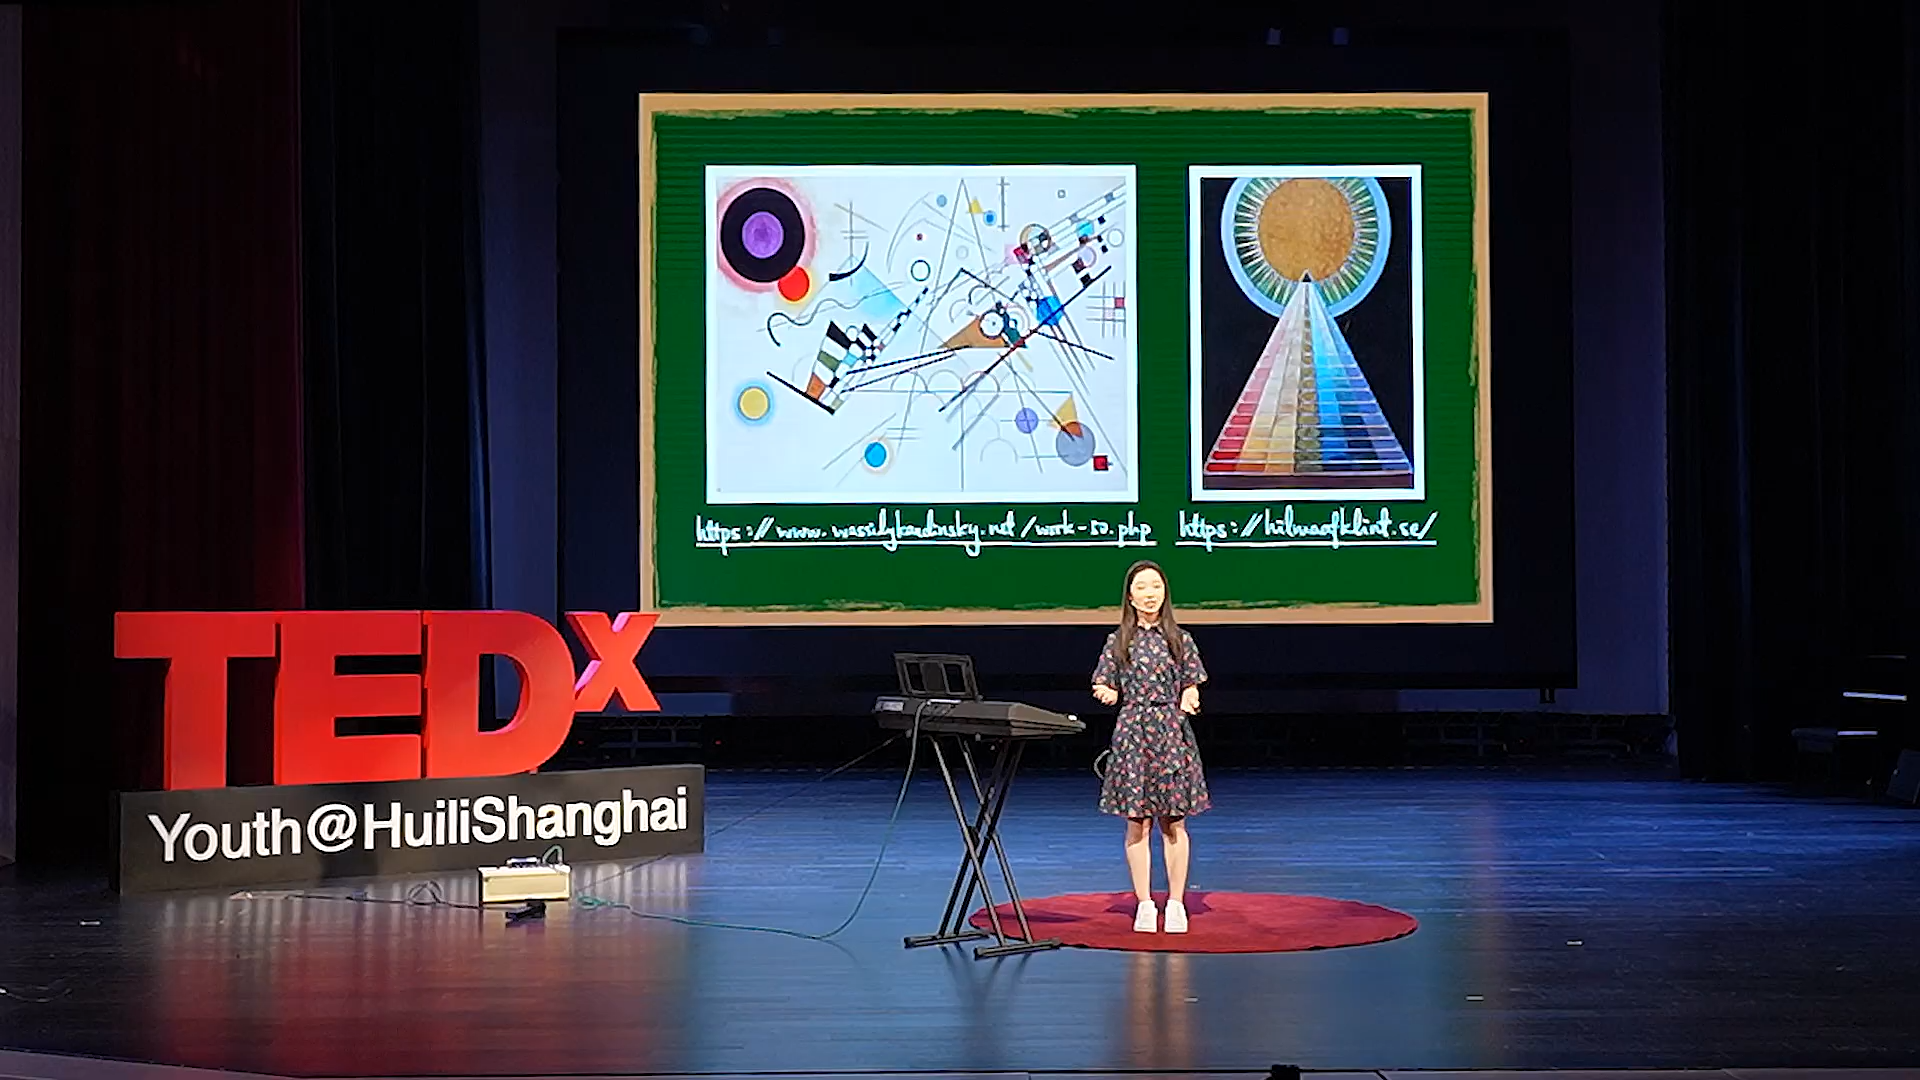 https://www.wassilykandinsky.net/work-50.php
https://hilmaafklint.se/
TEDx
Youth@HuiliShanghai